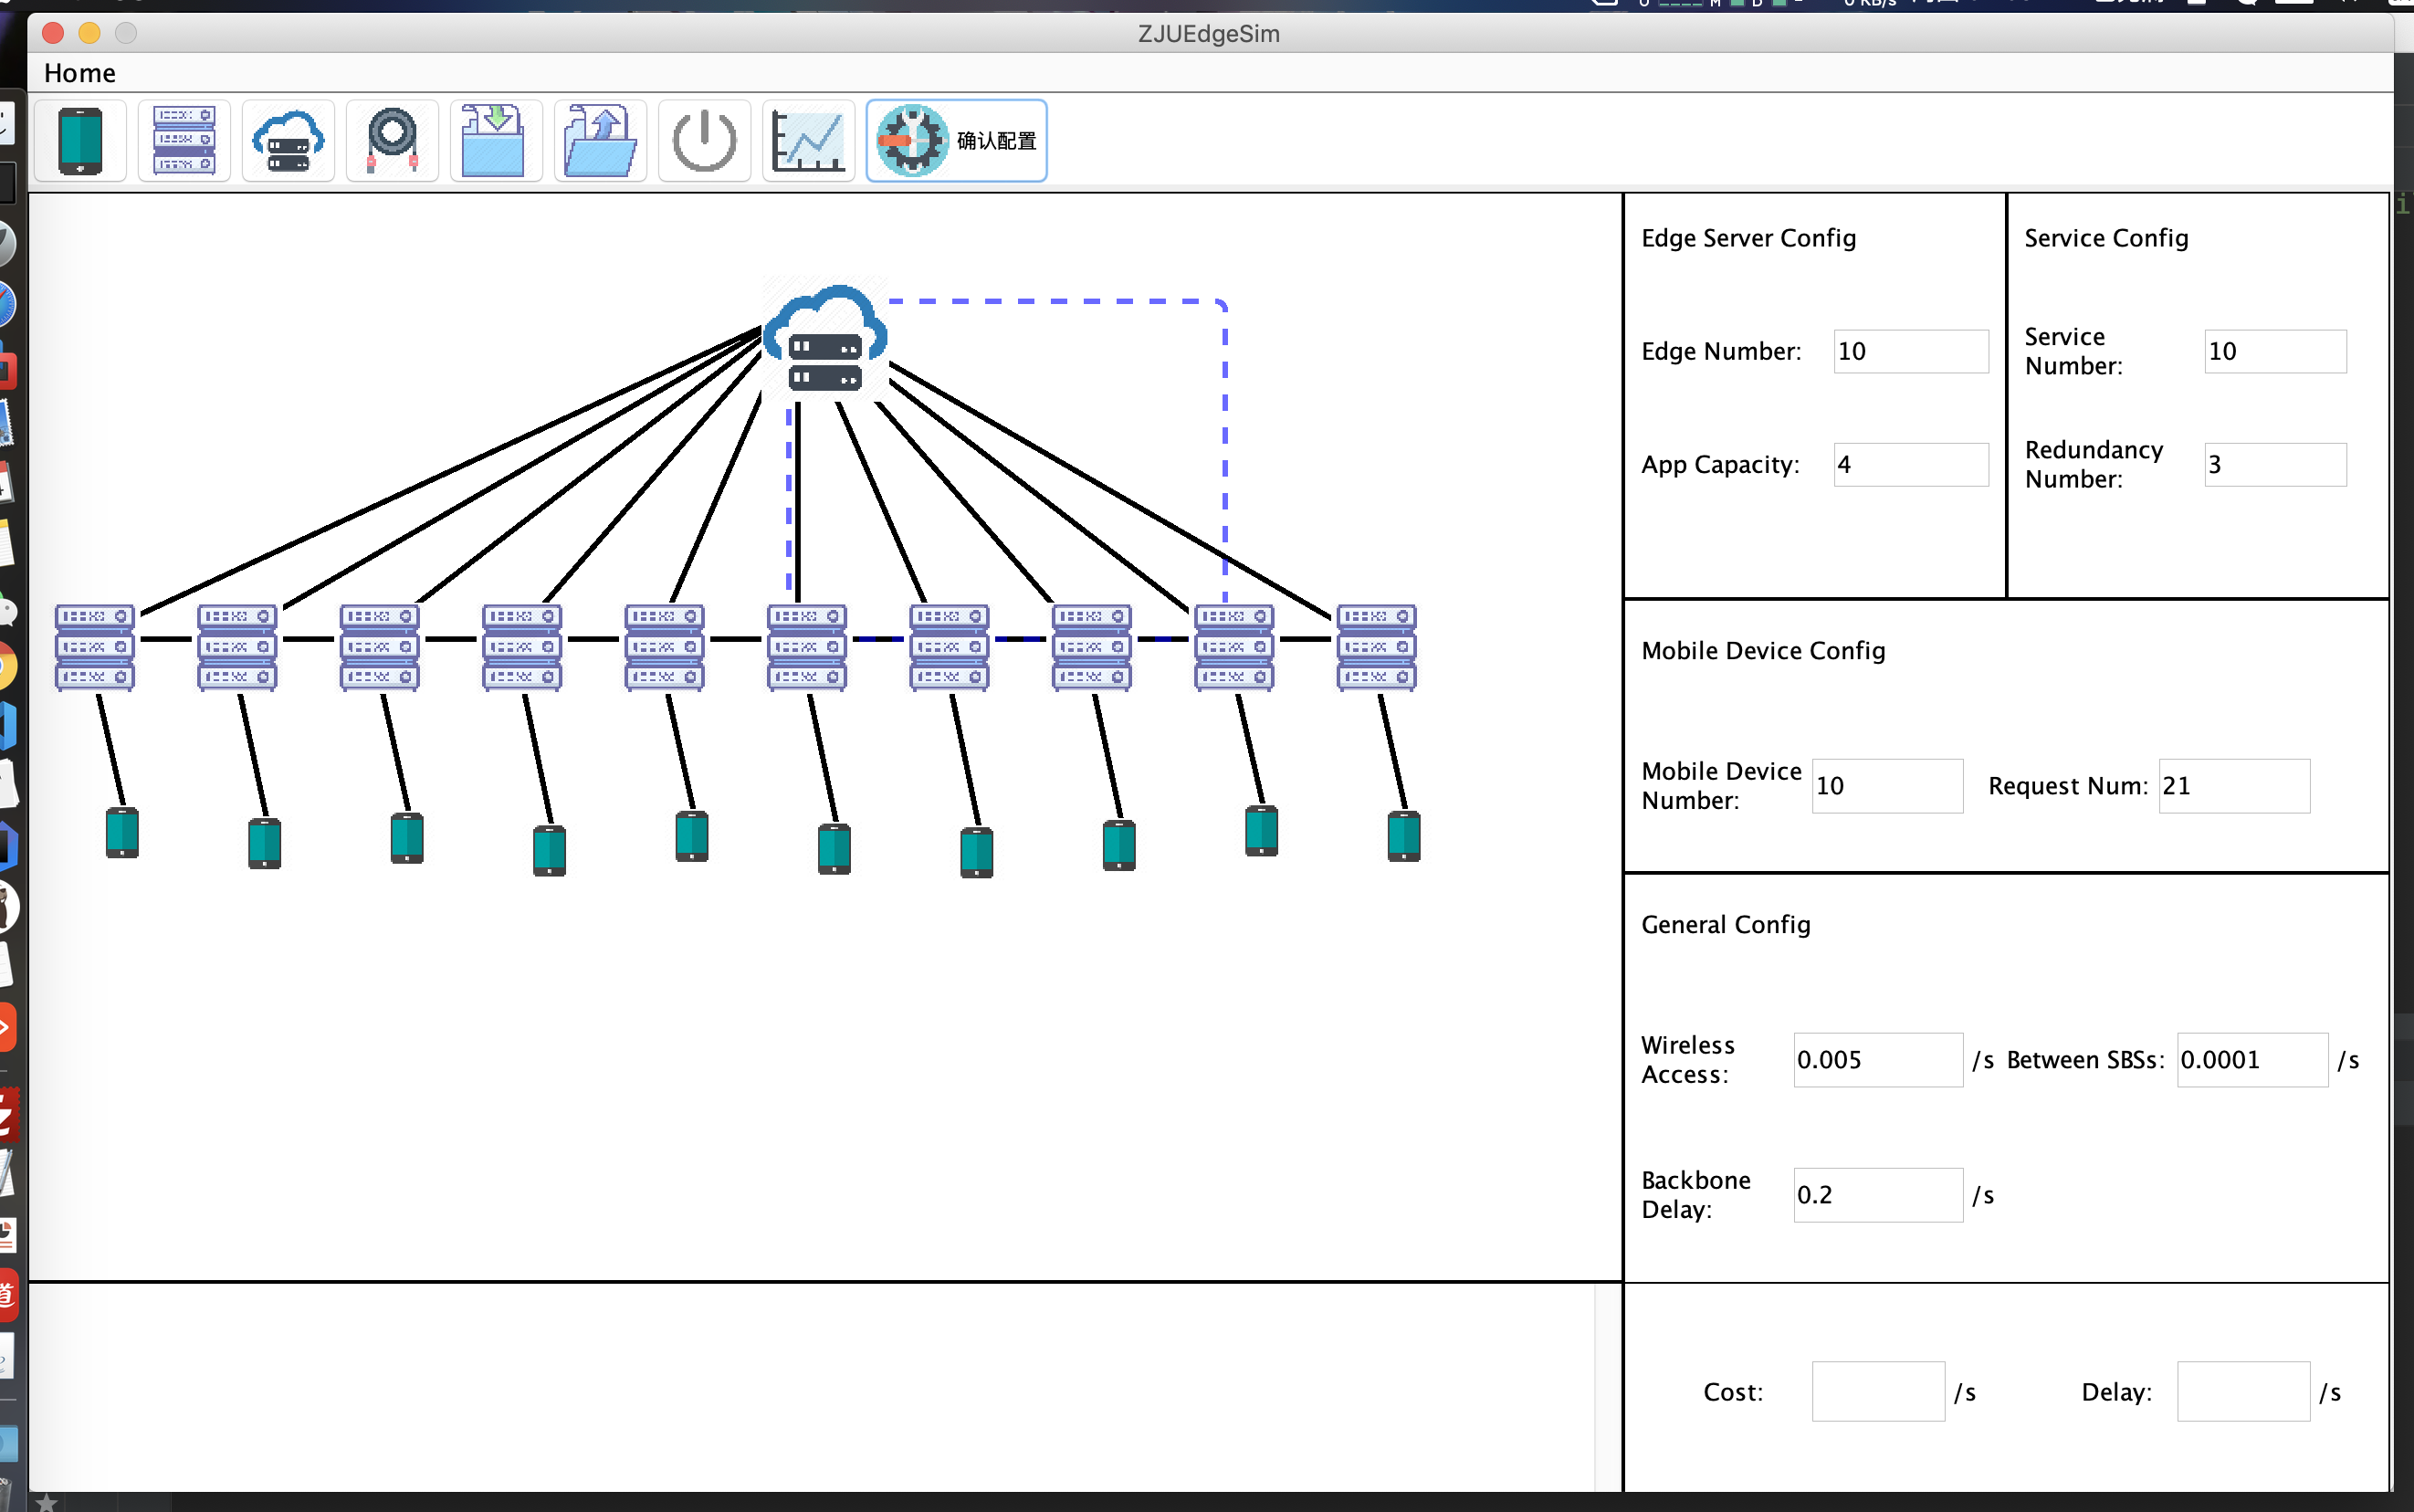 ZJUEdgeSim
Home
确认配置
Edge Server Config
Service Config
Edge Number:
10
Service
Number:
10
App Capacity:
4
Redundancy
Number:
3
Mobile Device Config
Mobile Device
Number:
10
Request Num:
21
General Config
Wireless
Access:
0.005
/s
Between SBSs:
0.0001
/s
Backbone
Delay:
0.2
/s
Cost:
/s
Delay:
/s